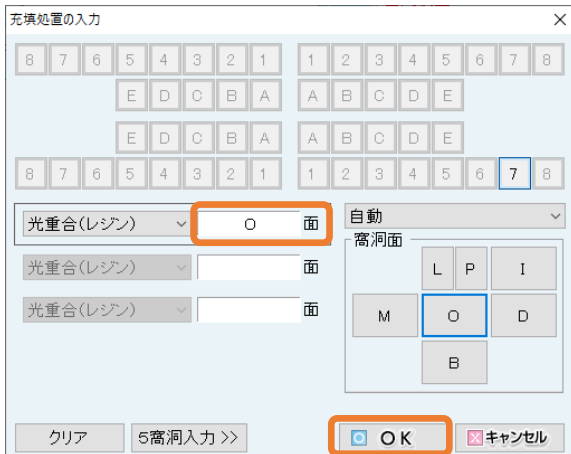 充填処置の入力 ×
8 7 6 5 4 3 2 1 1 2 3 4 5 6 7 8
E D C B A A B C D E
E D C B A A B C D E
8 7 6 5 4 3 2 1 1 2 3 4 5 6 7 8
光重合(レジン) O 面 自動
窩洞面
光重合(レジン) 面 L P I
光重合(レジン) 面 M O D
B
クリア 5窩洞入力 >> OK キャンセル